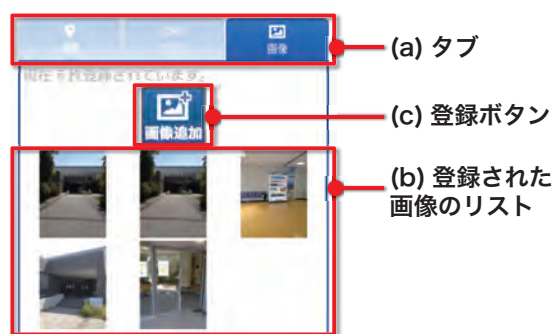 画像
(a) タブ
現在 枚登録されています。
画像追加
(c) 登録ボタン
(b) 登録された
画像のリスト